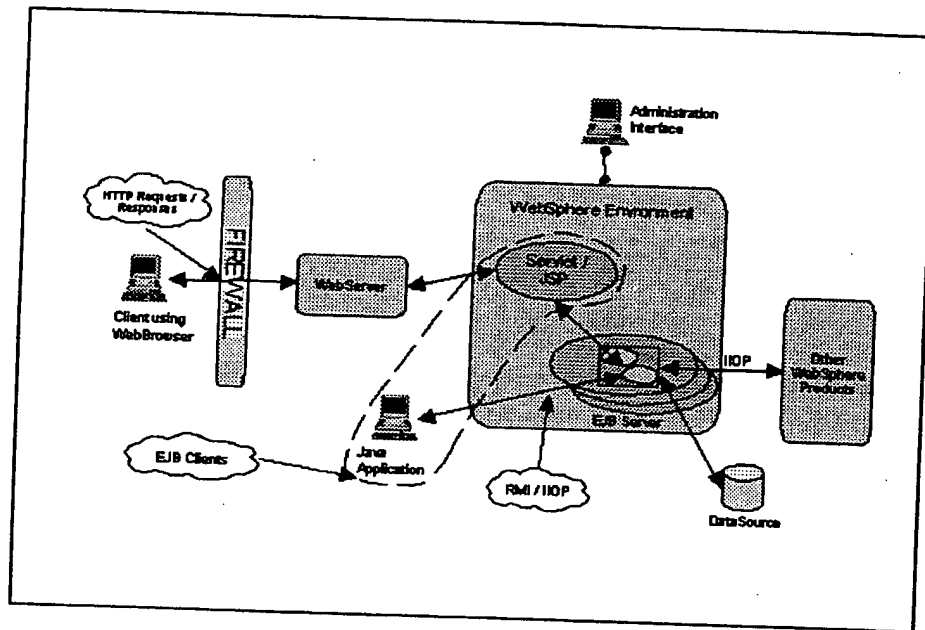 Administration
Interface
HTTP Requests /
Responses
FIREWALL
WebSphere Environment
Servlet /
JSP
WebServer
Client using
WebBrowser
IIOP
Other
WebSphere
Products
EJB Server
Java
Application
EJB Clients
RMI / IIOP
DataSource